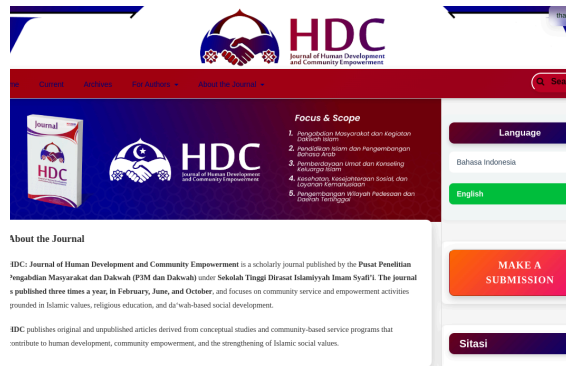 HDC
Journal of Human Development
and Community Empowerment
Current Archives For Authors About the Journal
Journal
HDC
HDC
Journal of Human Development
and Community Empowerment
Focus & Scope
1. Pengabdian Masyarakat dan Kegiatan
Dakwah Islam
2. Pendidikan Islam dan Pengembangan
Bahasa Arab
3. Pemberdayaan Umat dan Konseling
Keluarga Islam
4. Kesehatan, Kesejahteraan Sosial, dan
Layanan Kemanusiaan
5. Pengembangan Wilayah Pedesaan dan
Daerah Tertinggal
Language
Bahasa Indonesia
English
MAKE A
SUBMISSION
Sitasi
About the Journal
HDC: Journal of Human Development and Community Empowerment is a scholarly journal published by the Pusat Penelitian
Pengabdian Masyarakat dan Dakwah (P3M dan Dakwah) under Sekolah Tinggi Dirasat Islamiyyah Imam Syafi'i. The journal
is published three times a year, in February, June, and October, and focuses on community service and empowerment activities
grounded in Islamic values, religious education, and da'wah-based social development.
HDC publishes original and unpublished articles derived from conceptual studies and community-based service programs that
contribute to human development, community empowerment, and the strengthening of Islamic social values.